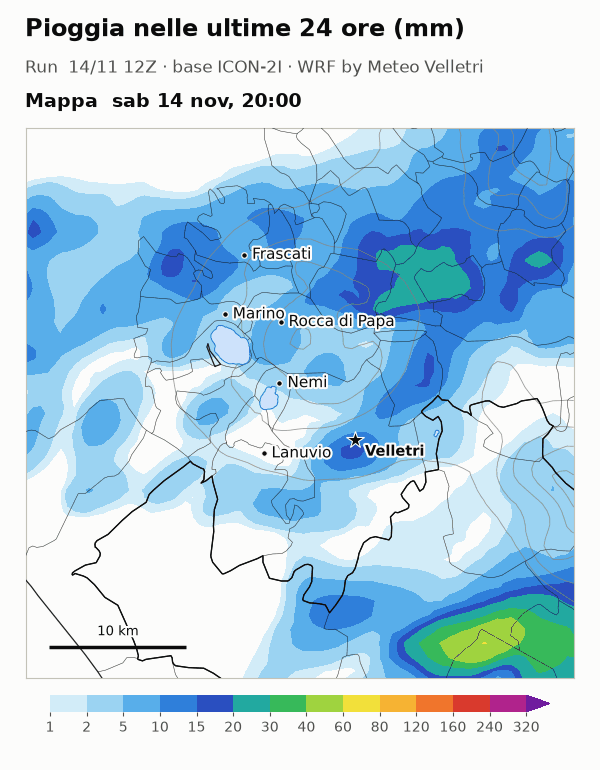 Pioggia nelle ultime 24 ore (mm)
Run 14/11 12Z · base ICON-2I · WRF by Meteo Velletri
Mappa sab 14 nov, 20:00
Frascati
Marino
Rocca di Papa
Nemi
Velletri
Lanuvio
10 km
1 2 5 10 15 20 30 40 60 80 120 160 240 320